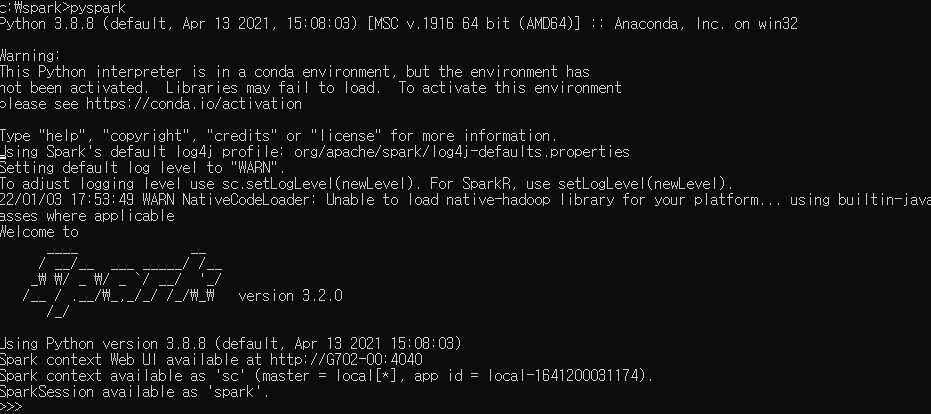 c:₩spark>pyspark
Python 3.8.8 (default, Apr 13 2021, 15:08:03) [MSC v.1916 64 bit (AMD64)] :: Anaconda, Inc. on win32

Warning:
This Python interpreter is in a conda environment, but the environment has
not been activated.  Libraries may fail to load.  To activate this environment
please see https://conda.io/activation

Type "help", "copyright", "credits" or "license" for more information.
Using Spark's default log4j profile: org/apache/spark/log4j-defaults.properties
Setting default log level to "WARN".
To adjust logging level use sc.setLogLevel(newLevel). For SparkR, use setLogLevel(newLevel).
22/01/03 17:53:49 WARN NativeCodeLoader: Unable to load native-hadoop library for your platform... using builtin-java
asses where applicable
Welcome to
      ____              __
     / __/__  ___ _____/ /__
    _₩ ₩/ _ ₩/ _ `/ __/  '_/
   /__ / .__/₩_,_/_/ /_/₩_₩   version 3.2.0
      /_/

Using Python version 3.8.8 (default, Apr 13 2021 15:08:03)
Spark context Web UI available at http://G702-00:4040
Spark context available as 'sc' (master = local[*], app id = local-1641200031174).
SparkSession available as 'spark'.
>>>